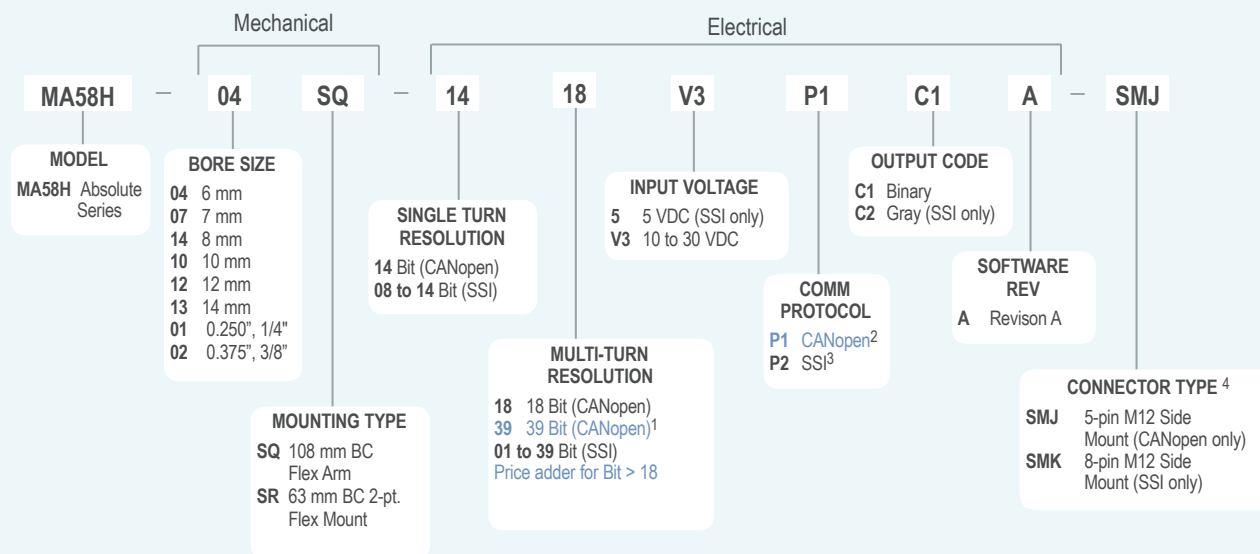 Mechanical
Electrical
MA58H – 04 SQ – 14 18 V3 P1 C1 A – SMJ
MODEL
MA58H Absolute
Series
BORE SIZE
04 6 mm
07 7 mm
14 8 mm
10 10 mm
12 12 mm
13 14 mm
01 0.250”, 1/4"
02 0.375”, 3/8”
MOUNTING TYPE
SQ 108 mm BC
Flex Arm
SR 63 mm BC 2-pt.
Flex Mount
SINGLE TURN
RESOLUTION
14 Bit (CANopen)
08 to 14 Bit (SSI)
MULTI-TURN
RESOLUTION
18 18 Bit (CANopen)
39 39 Bit (CANopen)1
01 to 39 Bit (SSI)
Price adder for Bit > 18
INPUT VOLTAGE
5 5 VDC (SSI only)
V3 10 to 30 VDC
COMM
PROTOCOL
P1 CANopen2
P2 SSI3
OUTPUT CODE
C1 Binary
C2 Gray (SSI only)
SOFTWARE
REV
A Revison A
CONNECTOR TYPE 4
SMJ 5-pin M12 Side
Mount (CANopen only)
SMK 8-pin M12 Side
Mount (SSI only)